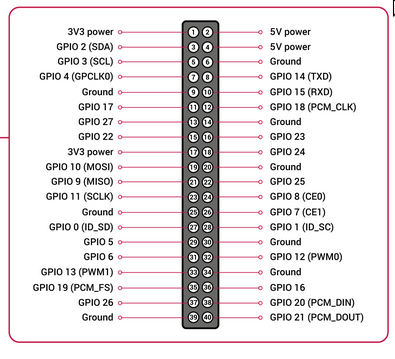 3V3 power 1 2 5V power
GPIO 2 (SDA) 3 4 5V power
GPIO 3 (SCL) 5 6 Ground
GPIO 4 (GPCLK0) 7 8 GPIO 14 (TXD)
Ground 9 10 GPIO 15 (RXD)
GPIO 17 11 12 GPIO 18 (PCM_CLK)
GPIO 27 13 14 Ground
GPIO 22 15 16 GPIO 23
3V3 power 17 18 GPIO 24
GPIO 10 (MOSI) 19 20 Ground
GPIO 9 (MISO) 21 22 GPIO 25
GPIO 11 (SCLK) 23 24 GPIO 8 (CE0)
Ground 25 26 GPIO 7 (CE1)
GPIO 0 (ID_SD) 27 28 GPIO 1 (ID_SC)
GPIO 5 29 30 Ground
GPIO 6 31 32 GPIO 12 (PWM0)
GPIO 13 (PWM1) 33 34 Ground
GPIO 19 (PCM_FS) 35 36 GPIO 16
GPIO 26 37 38 GPIO 20 (PCM_DIN)
Ground 39 40 GPIO 21 (PCM_DOUT)